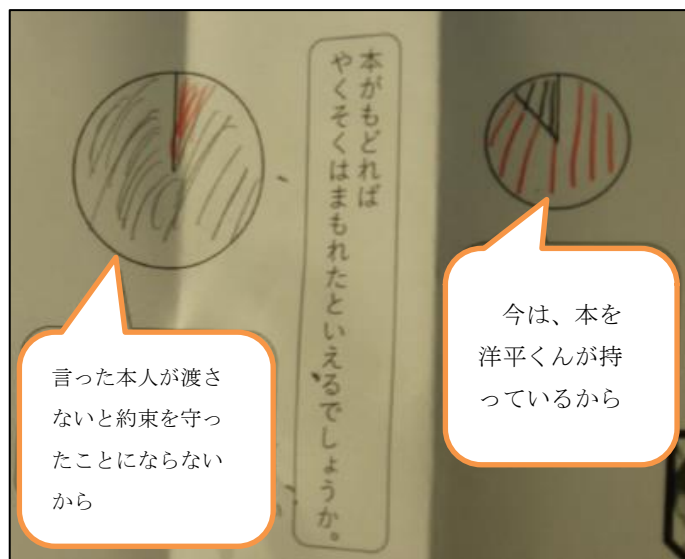 今は、本を
洋平くんが持
っているから
本がもどれば
やくそくはまもれたといえるでしょうか。
言った本人が渡さ
ないと約束を守っ
たことにならない
から